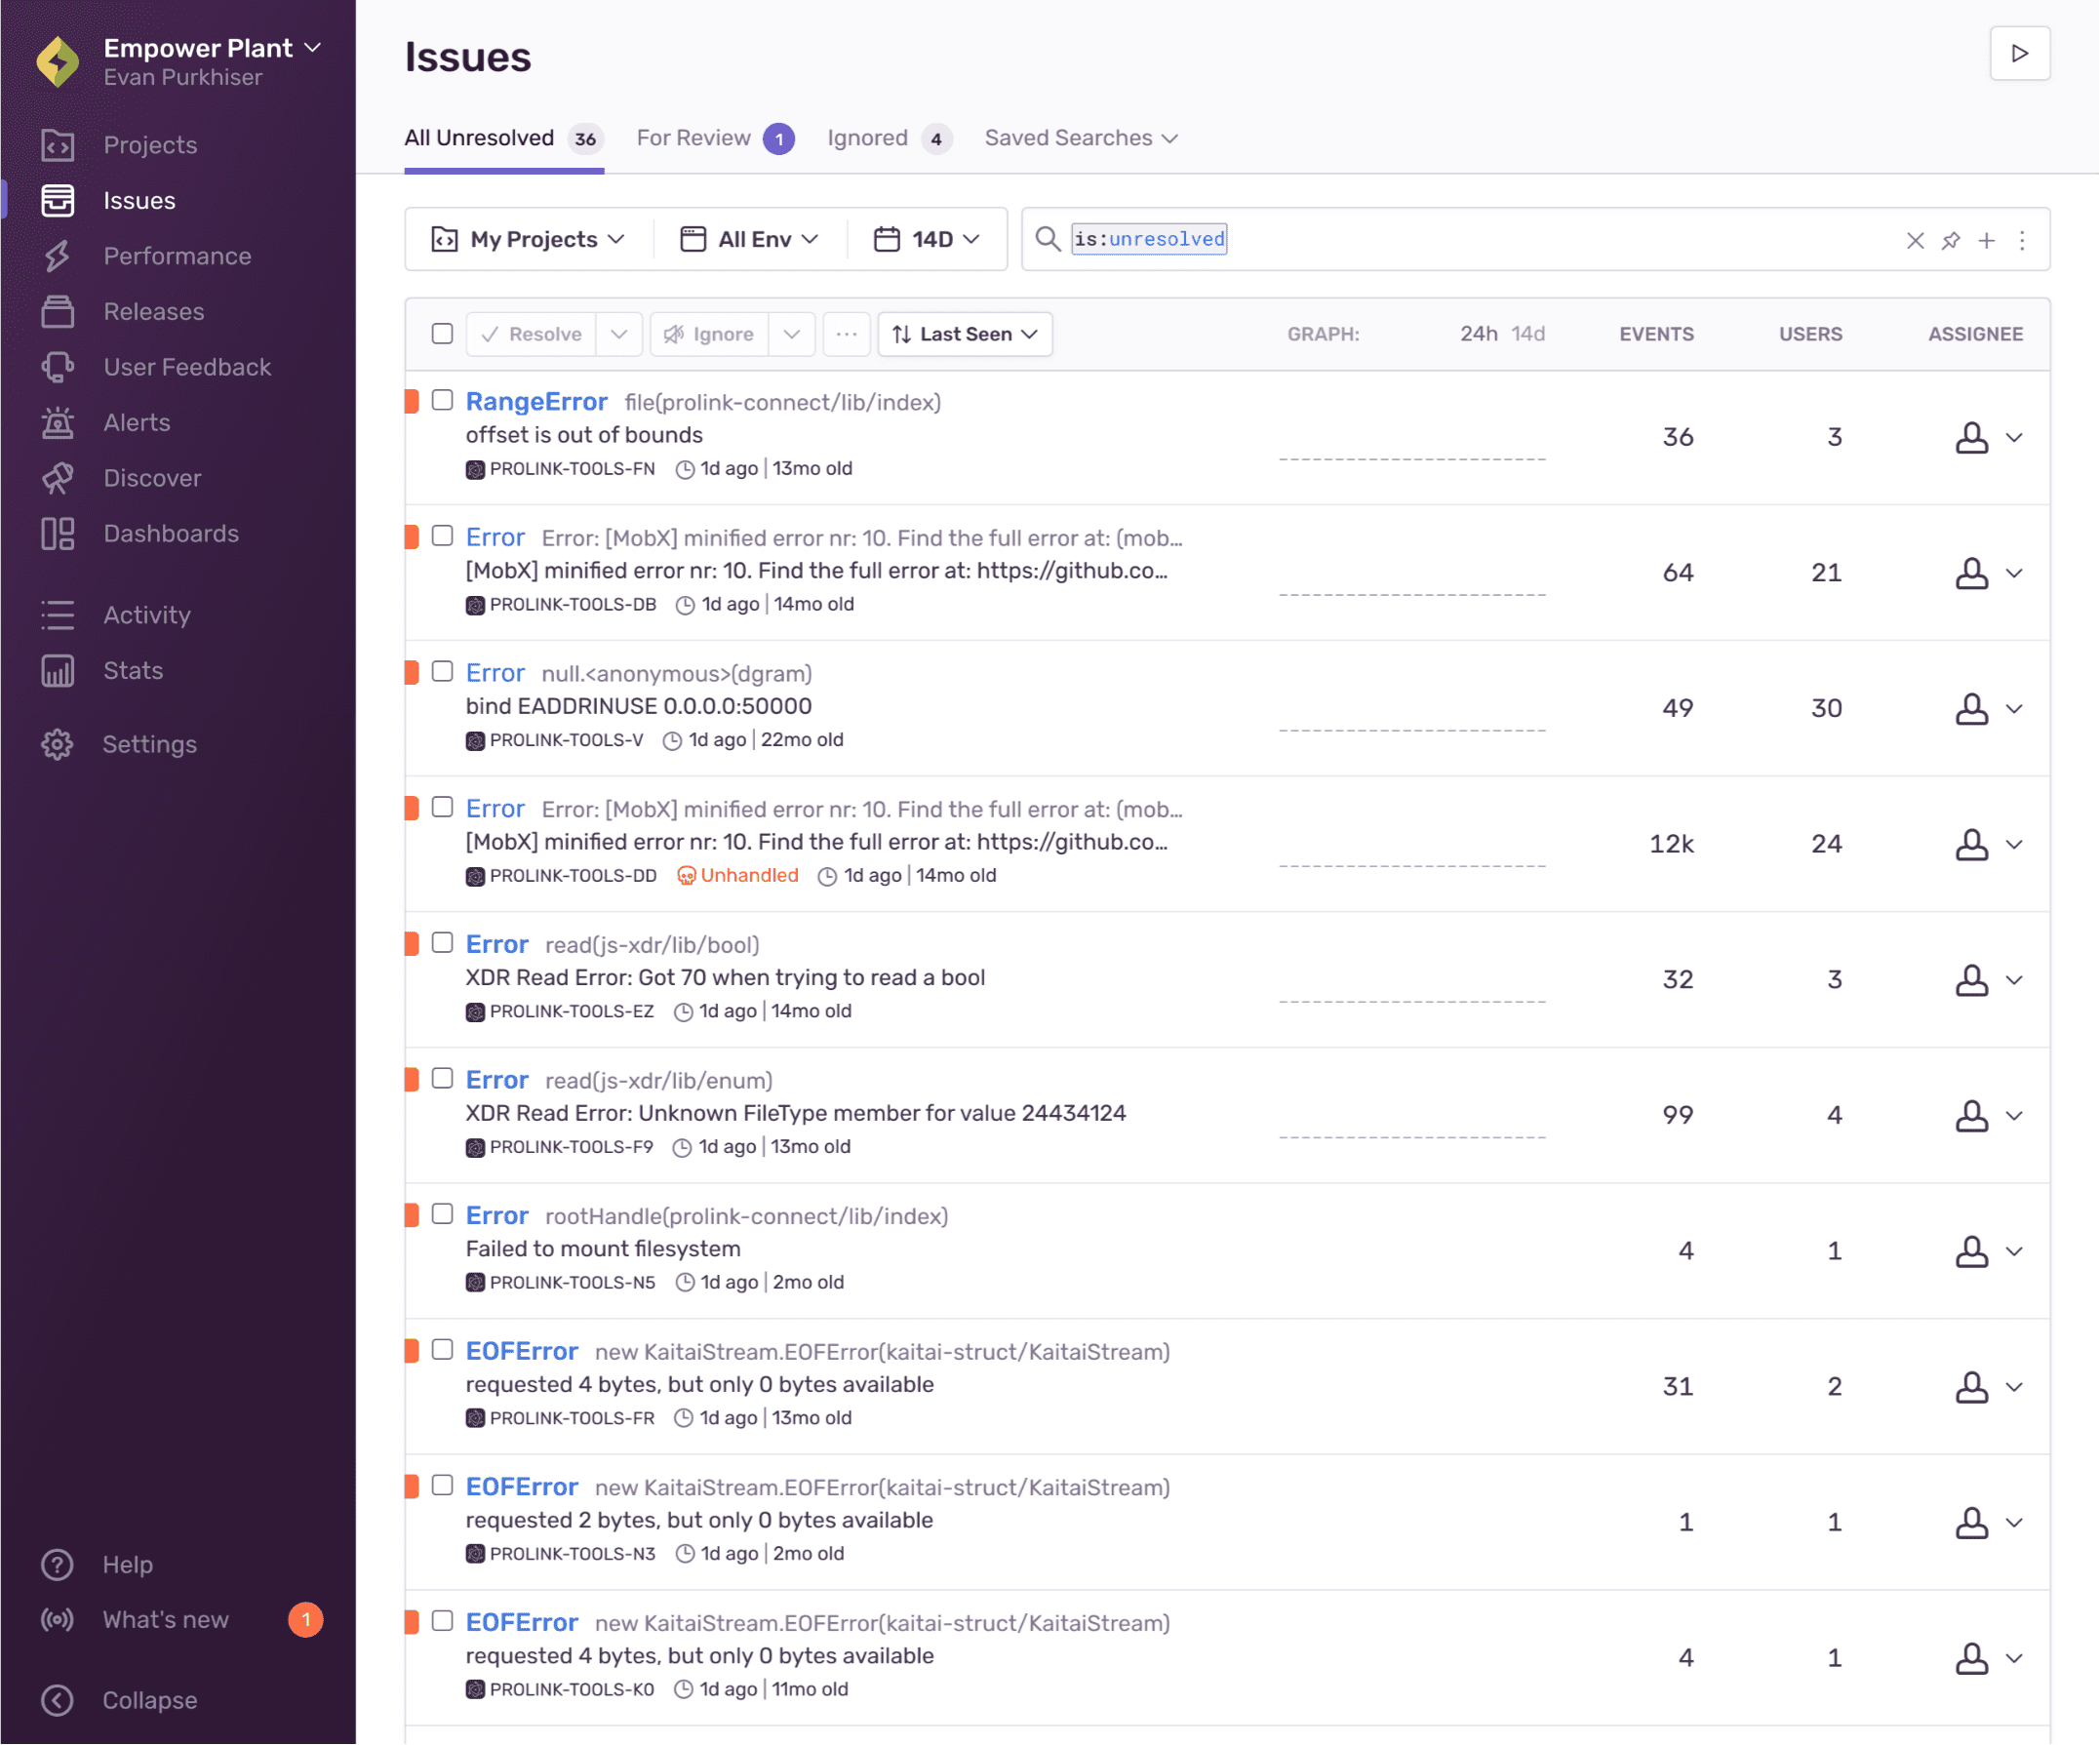 Empower Plant
Evan Purkhiser
Projects
Issues
Performance
Releases
User Feedback
Alerts
Discover
Dashboards
Activity
Stats
Settings
Help
What's new 1
Collapse
Issues
All Unresolved 36 For Review 1 Ignored 4 Saved Searches
My Projects All Env 14D is:unresolved
Resolve Ignore ... Last Seen GRAPH: 24h 14d EVENTS USERS ASSIGNEE
RangeError file(prolink-connect/lib/index)
offset is out of bounds
PROLINK-TOOLS-FN 1d ago | 13mo old
36 3
Error Error: [MobX] minified error nr: 10. Find the full error at: (mob...
[MobX] minified error nr: 10. Find the full error at: https://github.co...
PROLINK-TOOLS-DB 1d ago | 14mo old
64 21
Error null.<anonymous>(dgram)
bind EADDRINUSE 0.0.0.0:50000
PROLINK-TOOLS-V 1d ago | 22mo old
49 30
Error Error: [MobX] minified error nr: 10. Find the full error at: (mob...
[MobX] minified error nr: 10. Find the full error at: https://github.co...
PROLINK-TOOLS-DD Unhandled 1d ago | 14mo old
12k 24
Error read(js-xdr/lib/bool)
XDR Read Error: Got 70 when trying to read a bool
PROLINK-TOOLS-EZ 1d ago | 14mo old
32 3
Error read(js-xdr/lib/enum)
XDR Read Error: Unknown FileType member for value 24434124
PROLINK-TOOLS-F9 1d ago | 13mo old
99 4
Error rootHandle(prolink-connect/lib/index)
Failed to mount filesystem
PROLINK-TOOLS-N5 1d ago | 2mo old
4 1
EOFError new KaitaiStream.EOFError(kaitai-struct/KaitaiStream)
requested 4 bytes, but only 0 bytes available
PROLINK-TOOLS-FR 1d ago | 13mo old
31 2
EOFError new KaitaiStream.EOFError(kaitai-struct/KaitaiStream)
requested 2 bytes, but only 0 bytes available
PROLINK-TOOLS-N3 1d ago | 2mo old
1 1
EOFError new KaitaiStream.EOFError(kaitai-struct/KaitaiStream)
requested 4 bytes, but only 0 bytes available
PROLINK-TOOLS-K0 1d ago | 11mo old
4 1